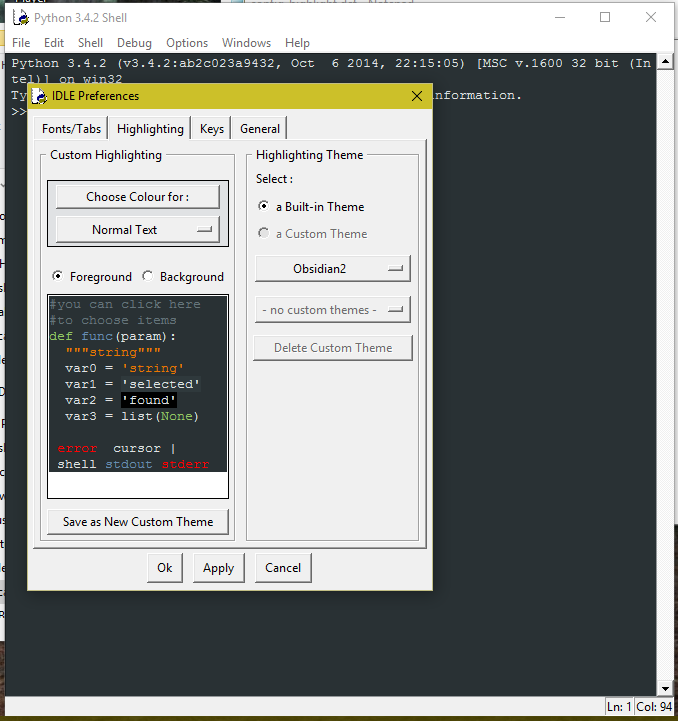 Python 3.4.2 Shell
File Edit Shell Debug Options Windows Help
Python 3.4.2 (v3.4.2:ab2c023a9432, Oct  6 2014, 22:15:05) [MSC v.1600 32 bit (In
tel)] on win32
Ty
nformation.
>>
IDLE Preferences
Fonts/Tabs Highlighting Keys General
Custom Highlighting
Choose Colour for :
Normal Text
Foreground Background
#you can click here
#to choose items
def func(param):
  """string"""
  var0 = 'string'
  var1 = 'selected'
  var2 = 'found'
  var3 = list(None)
 error  cursor |
 shell stdout stderr
Save as New Custom Theme
Highlighting Theme
Select :
a Built-in Theme
a Custom Theme
Obsidian2
- no custom themes -
Delete Custom Theme
Ok Apply Cancel
Ln: 1 Col: 94